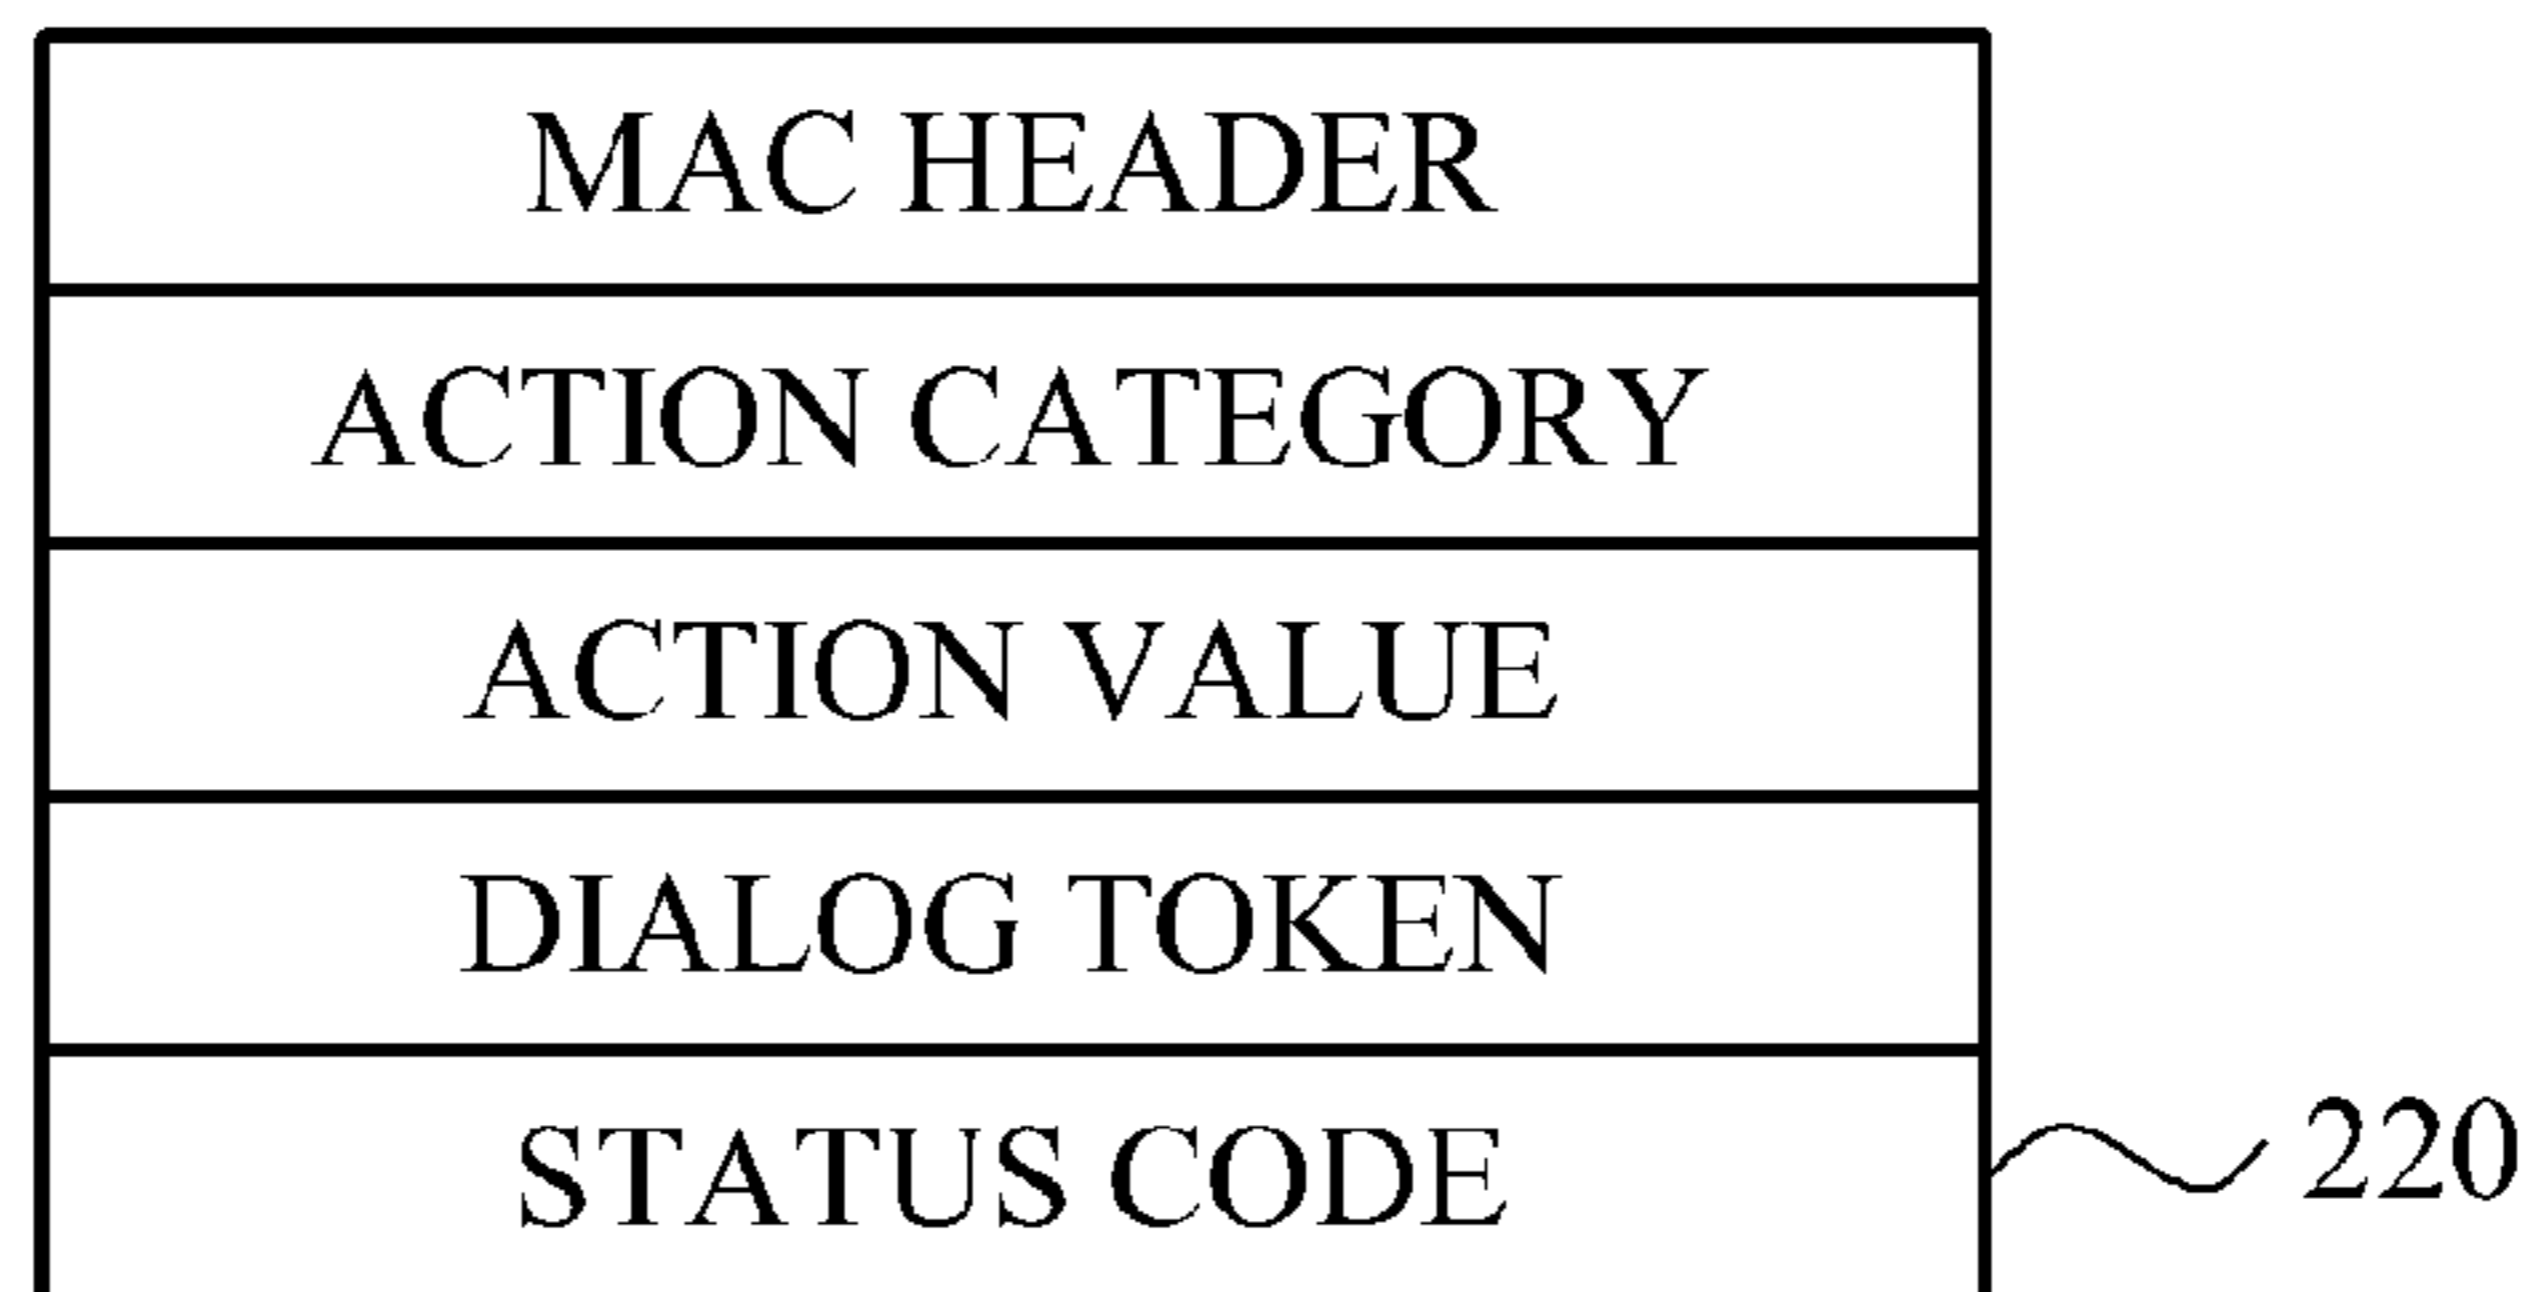 MAC HEADER
ACTION CATEGORY
ACTION VALUE
DIALOG TOKEN
STATUS CODE 220